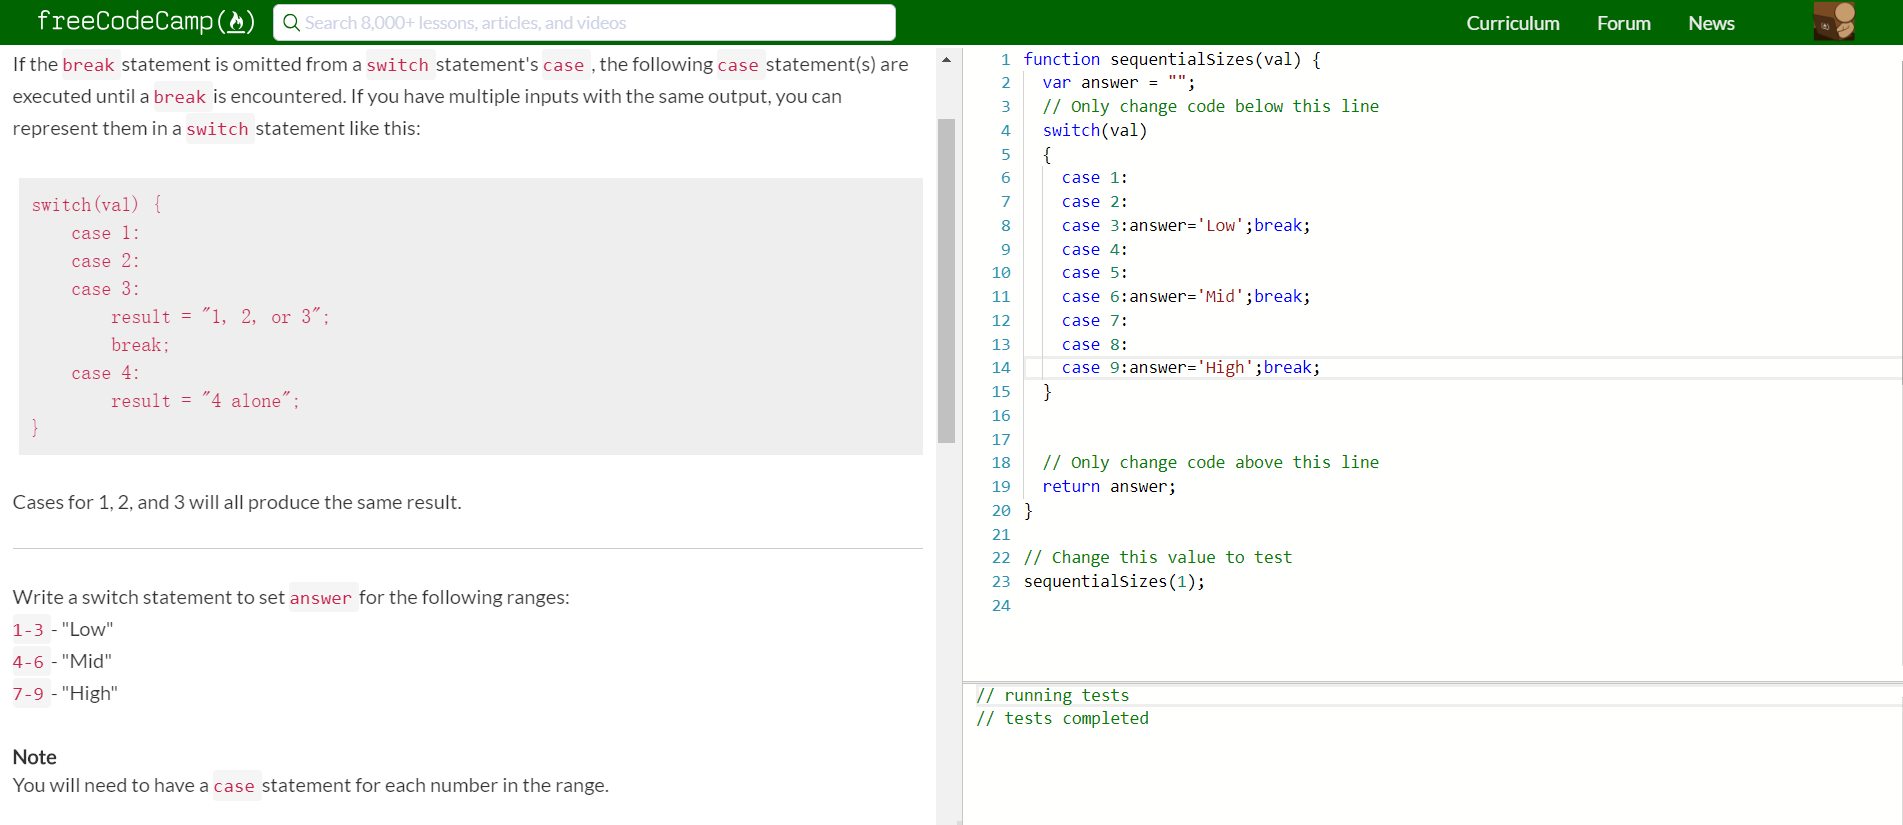 freeCodeCamp
Search 8,000+ lessons, articles, and videos
Curriculum
Forum
News
If the break statement is omitted from a switch statement's case , the following case statement(s) are
executed until a break is encountered. If you have multiple inputs with the same output, you can
represent them in a switch statement like this:
switch(val) {
case 1:
case 2:
case 3:
result = "1, 2, or 3";
break;
case 4:
result = "4 alone";
}
Cases for 1, 2, and 3 will all produce the same result.
Write a switch statement to set answer for the following ranges:
1-3 - "Low"
4-6 - "Mid"
7-9 - "High"
Note
You will need to have a case statement for each number in the range.
1 function sequentialSizes(val) {
2 var answer = "";
3 // Only change code below this line
4 switch(val)
5 {
6 case 1:
7 case 2:
8 case 3:answer='Low';break;
9 case 4:
10 case 5:
11 case 6:answer='Mid';break;
12 case 7:
13 case 8:
14 case 9:answer='High';break;
15 }
16
17
18 // Only change code above this line
19 return answer;
20 }
21
22 // Change this value to test
23 sequentialSizes(1);
24
// running tests
// tests completed